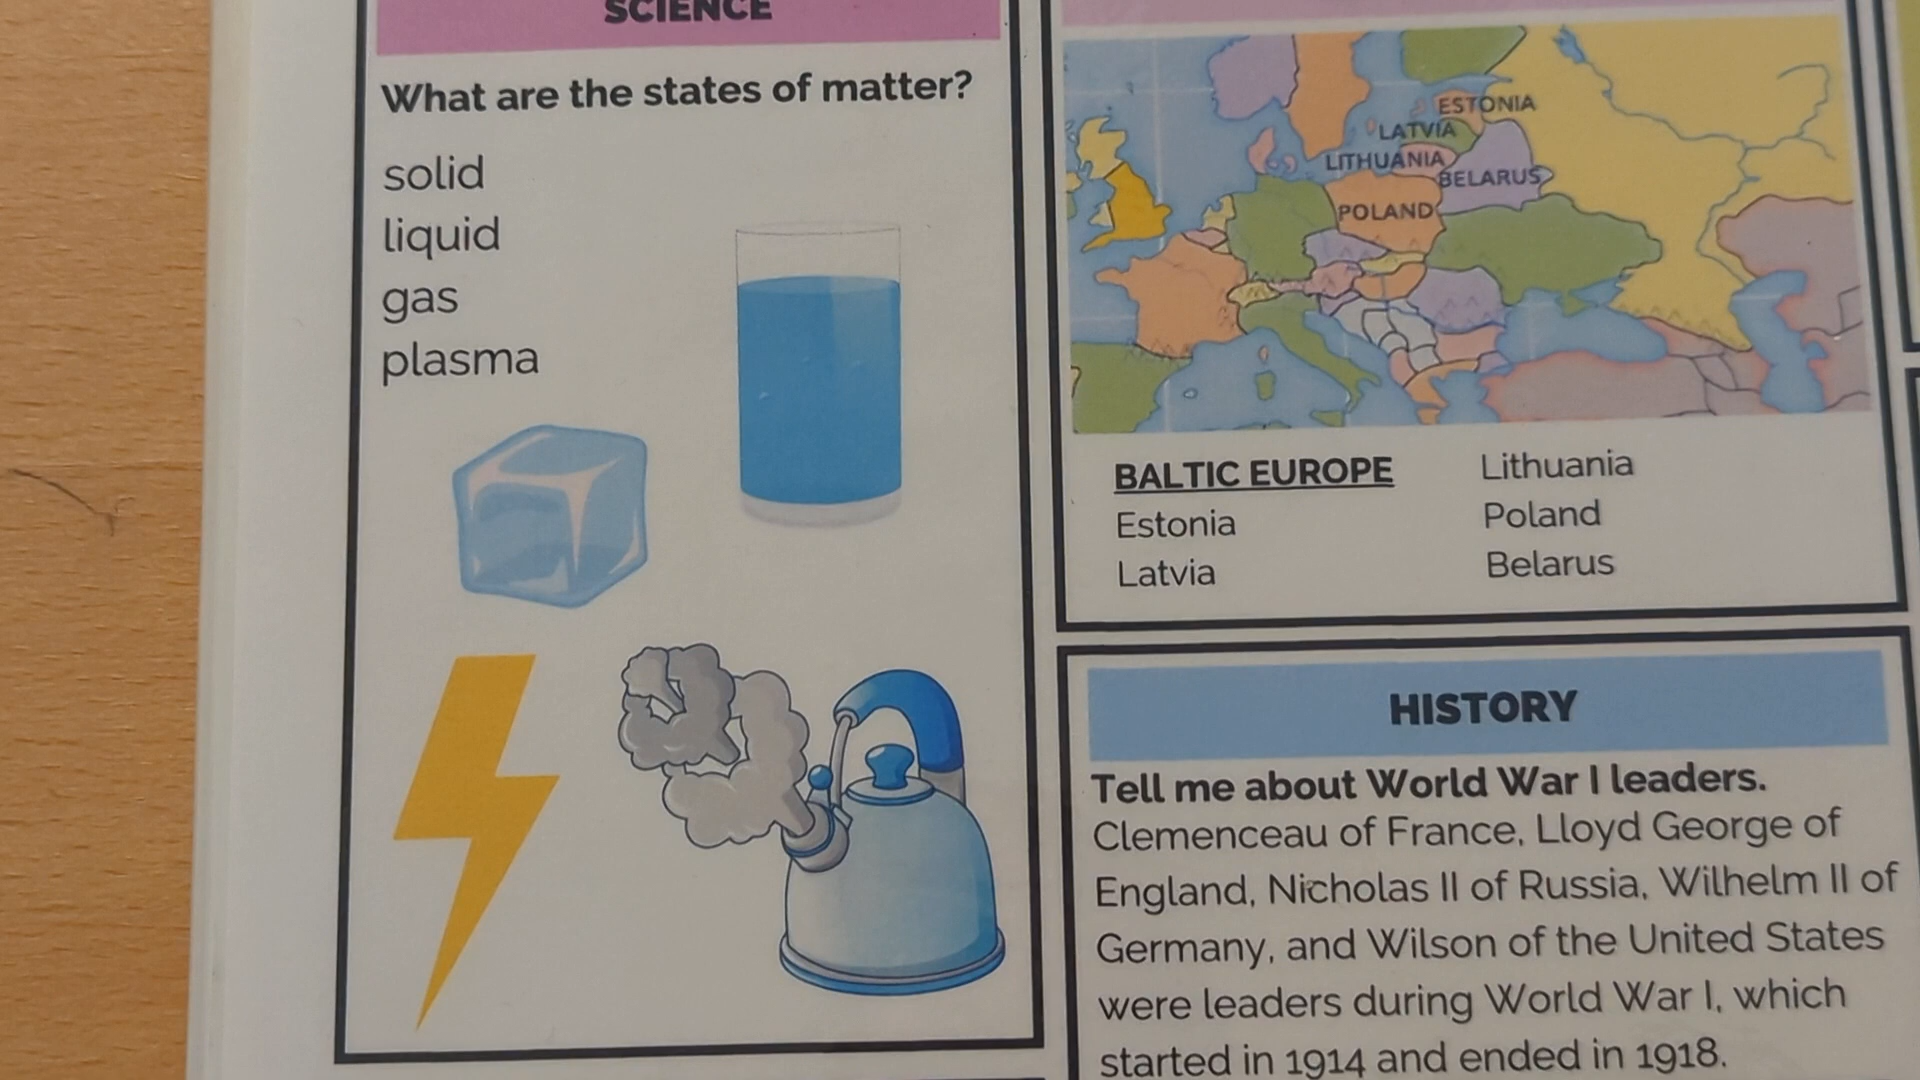 SCIENCE
What are the states of matter?
solid
liquid
gas
plasma
ESTONIA
LATVIA
LITHUANIA
BELARUS
POLAND
BALTIC EUROPE
Estonia
Latvia
Lithuania
Poland
Belarus
HISTORY
Tell me about World War I leaders.
Clemenceau of France, Lloyd George of
England, Nicholas II of Russia, Wilhelm II of
Germany, and Wilson of the United States
were leaders during World War I, which
started in 1914 and ended in 1918.